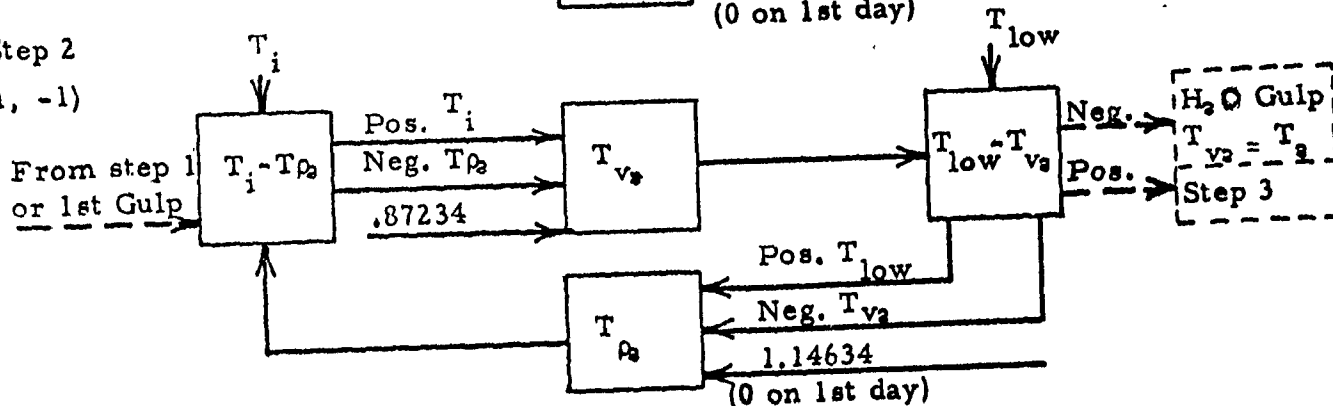 (0 on 1st day)
Step 2
, -1)
T_i
T_low
From step 1
or 1st Gulp
T_i - Tρ₂
Pos. T_i
Neg. Tρ₂
.87234
T_v₂
T_low - T_v₂
Neg.
Pos.
H₂O Gulp
T_v₂ = T_2
Step 3
Pos. T_low
Neg. T_v₂
1.14634
(0 on 1st day)
T_ρ₂